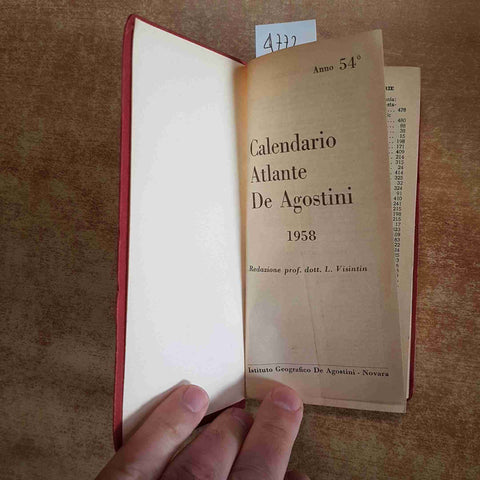 4772
Anno 54°
Calendario
Atlante
De Agostini
1958
Redazione prof. dott. L. Visintin
Istituto Geografico De Agostini - Novara